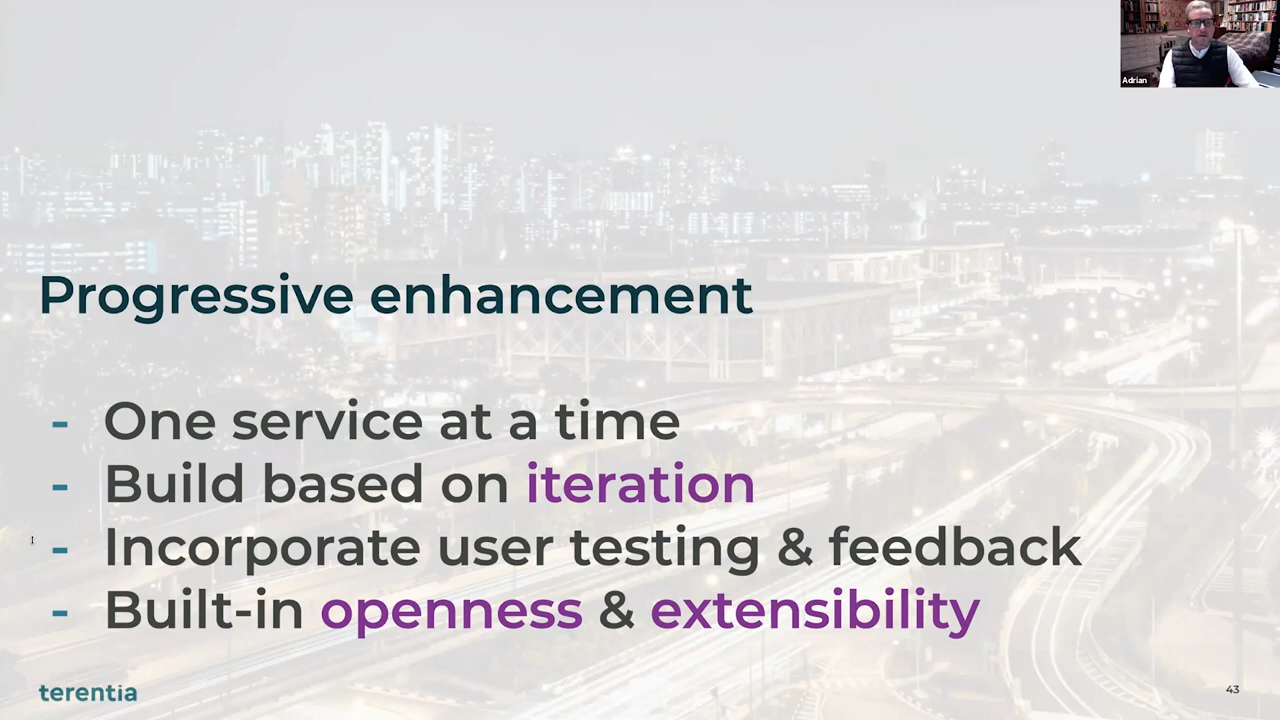 Adrian
Progressive enhancement
- One service at a time
- Build based on iteration
- Incorporate user testing & feedback
- Built-in openness & extensibility
terentia
43